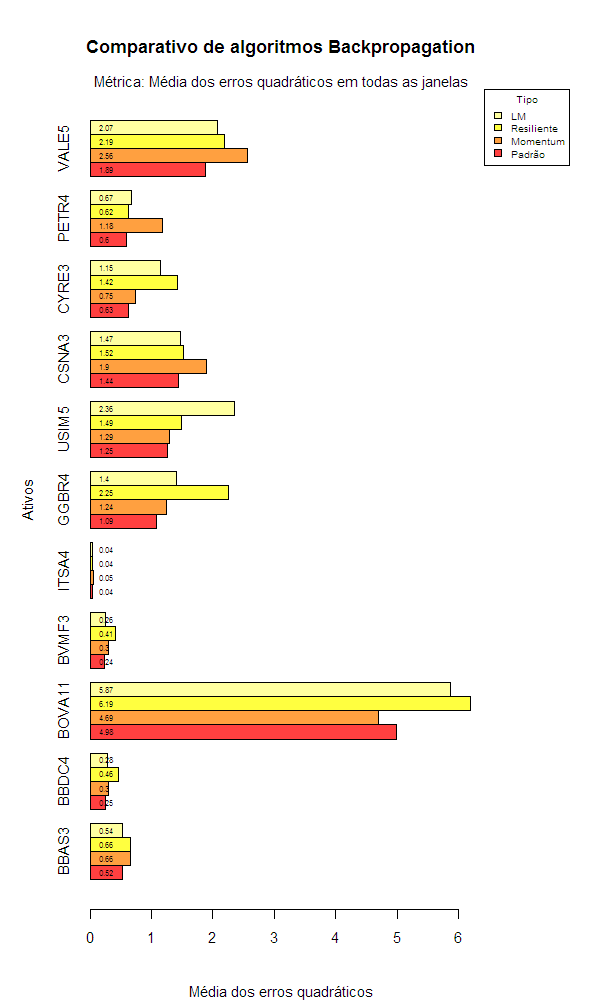 Comparativo de algoritmos Backpropagation
Métrica: Média dos erros quadráticos em todas as janelas
Tipo
LM
Resiliente
Momentum
Padrão
VALE5
2.07
2.19
2.56
1.89
PETR4
0.67
0.62
1.18
0.6
CYRE3
1.15
1.42
0.75
0.63
CSNA3
1.47
1.52
1.9
1.44
USIM5
2.36
1.49
1.29
1.26
GGBR4
1.4
2.25
1.24
1.09
Ativos
ITSA4
0.04
0.04
0.05
0.04
BVMF3
0.26
0.41
0.3
0.24
BOVA11
5.87
6.19
4.69
4.98
BBDC4
0.28
0.46
0.3
0.25
BBAS3
0.54
0.66
0.66
0.52
0 1 2 3 4 5 6
Média dos erros quadráticos